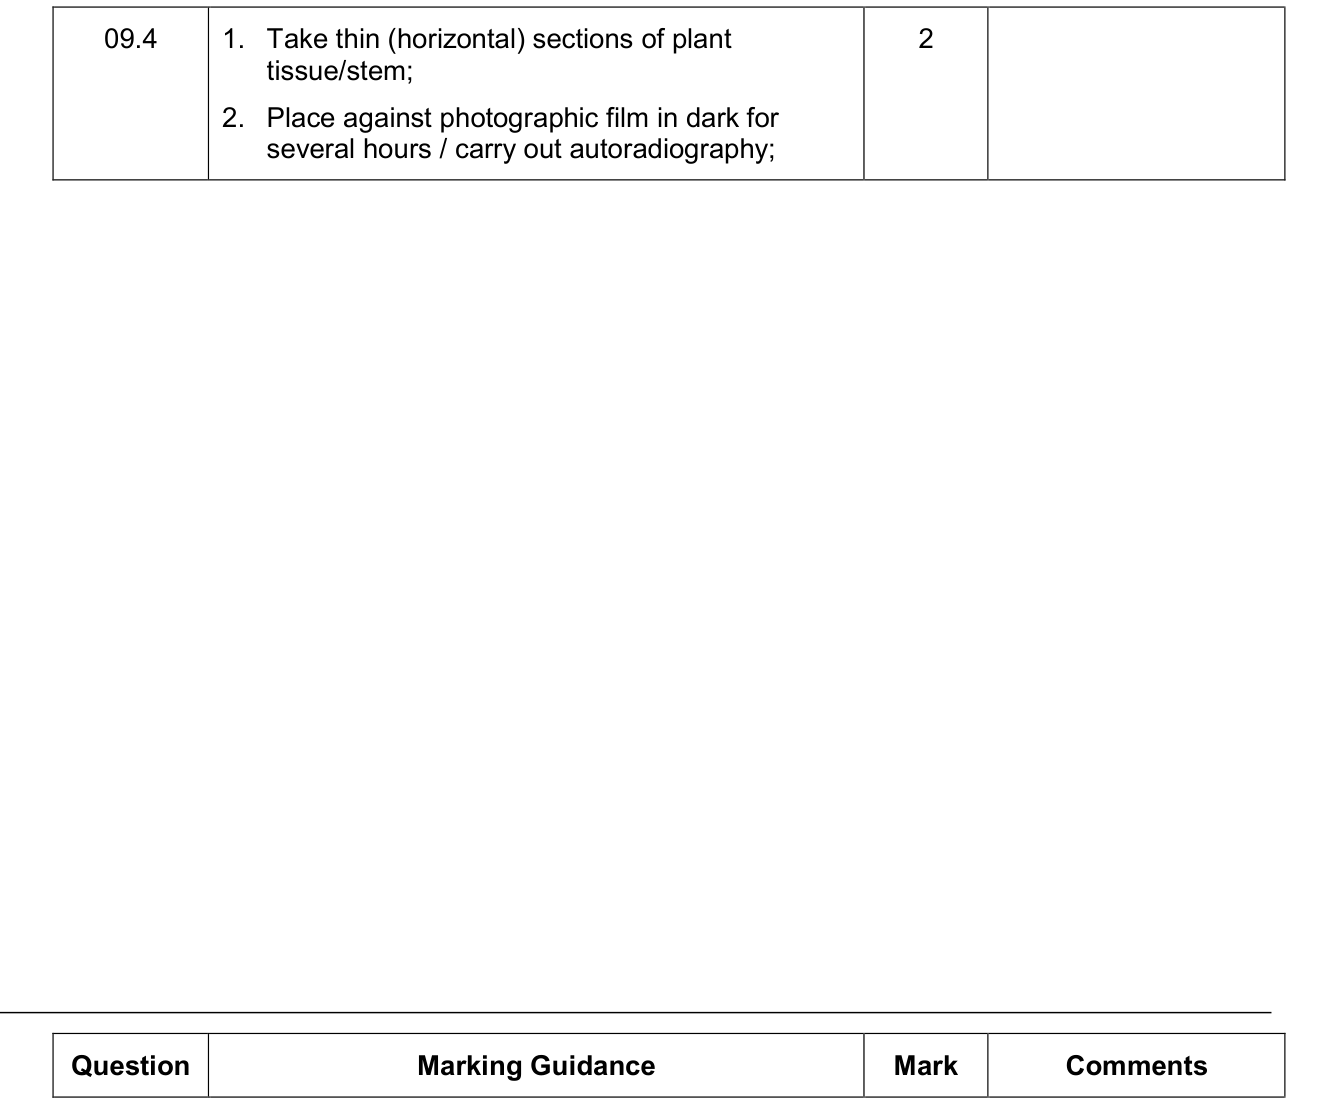 09.4 1. Take thin (horizontal) sections of plant 2
tissue/stem;
2. Place against photographic film in dark for
several hours / carry out autoradiography;
Question Marking Guidance Mark Comments